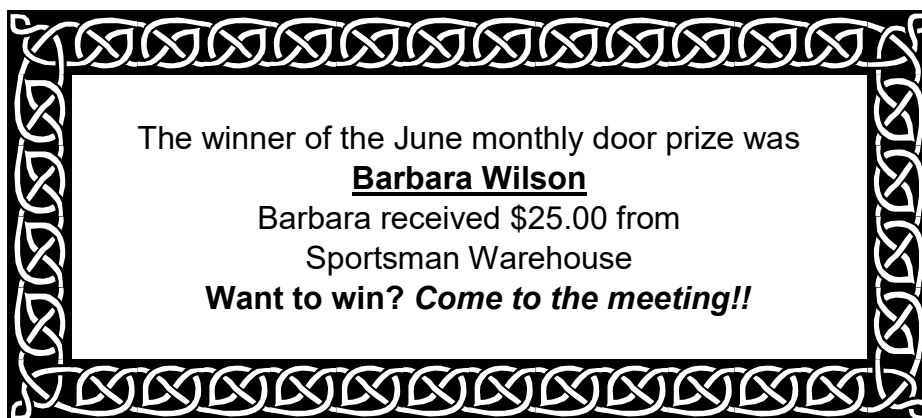 The winner of the June monthly door prize was
Barbara Wilson
Barbara received $25.00 from
Sportsman Warehouse
Want to win? Come to the meeting!!